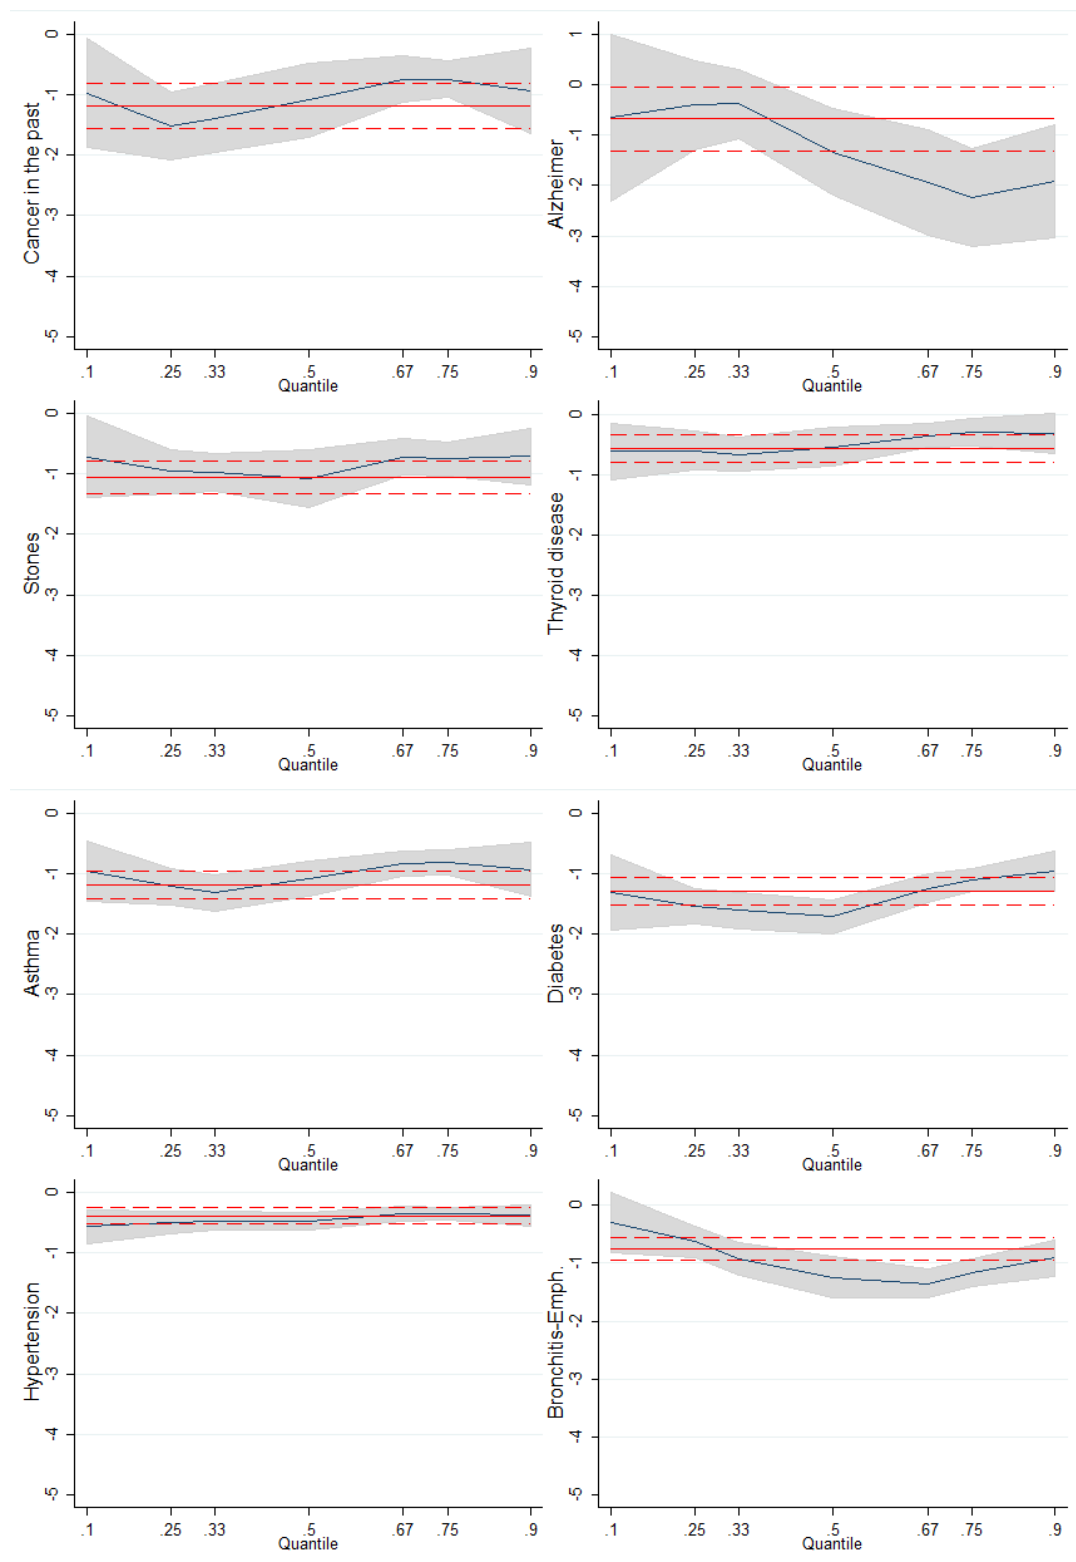 Cancer in the past
0
-1
-2
-3
-4
-5
.1 .25 .33 .5 .67 .75 .9
Quantile
Alzheimer
1
0
-1
-2
-3
-4
-5
.1 .25 .33 .5 .67 .75 .9
Quantile
Stones
0
-1
-2
-3
-4
-5
.1 .25 .33 .5 .67 .75 .9
Quantile
Thyroid disease
0
-1
-2
-3
-4
-5
.1 .25 .33 .5 .67 .75 .9
Quantile
Asthma
0
-1
-2
-3
-4
-5
.1 .25 .33 .5 .67 .75 .9
Quantile
Diabetes
0
-1
-2
-3
-4
-5
.1 .25 .33 .5 .67 .75 .9
Quantile
Hypertension
0
-1
-2
-3
-4
-5
.1 .25 .33 .5 .67 .75 .9
Quantile
Bronchitis-Emph.
0
-1
-2
-3
-4
-5
.1 .25 .33 .5 .67 .75 .9
Quantile